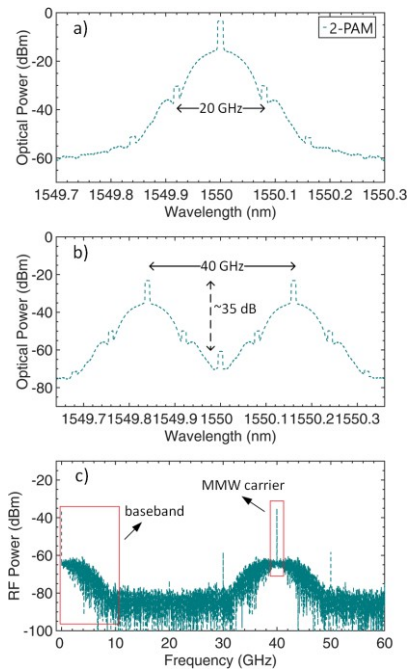 a)
2-PAM
0
-20
-40
-60
Optical Power (dBm)
20 GHz
1549.7 1549.8 1549.9 1550 1550.1 1550.2 1550.3
Wavelength (nm)
b)
0
-20
-40
-60
-80
Optical Power (dBm)
40 GHz
~35 dB
1549.7 1549.8 1549.9 1550 1550.1 1550.2 1550.3
Wavelength (nm)
c)
-20
-40
-60
-80
-100
RF Power (dBm)
MMW carrier
baseband
0 10 20 30 40 50 60
Frequency (GHz)